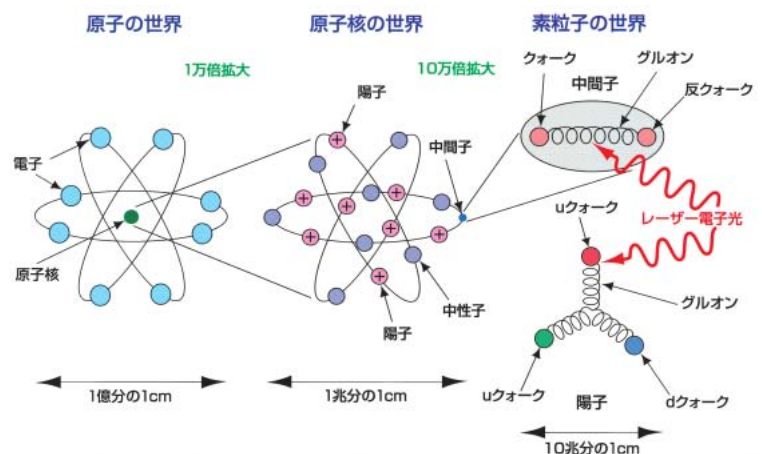 原子の世界
1万倍拡大
電子
原子核
1億分の1cm
原子核の世界
10万倍拡大
陽子
中間子
中性子
陽子
1兆分の1cm
素粒子の世界
クォーク
グルオン
中間子
反クォーク
レーザー電子光
uクォーク
グルオン
uクォーク
陽子
dクォーク
10兆分の1cm